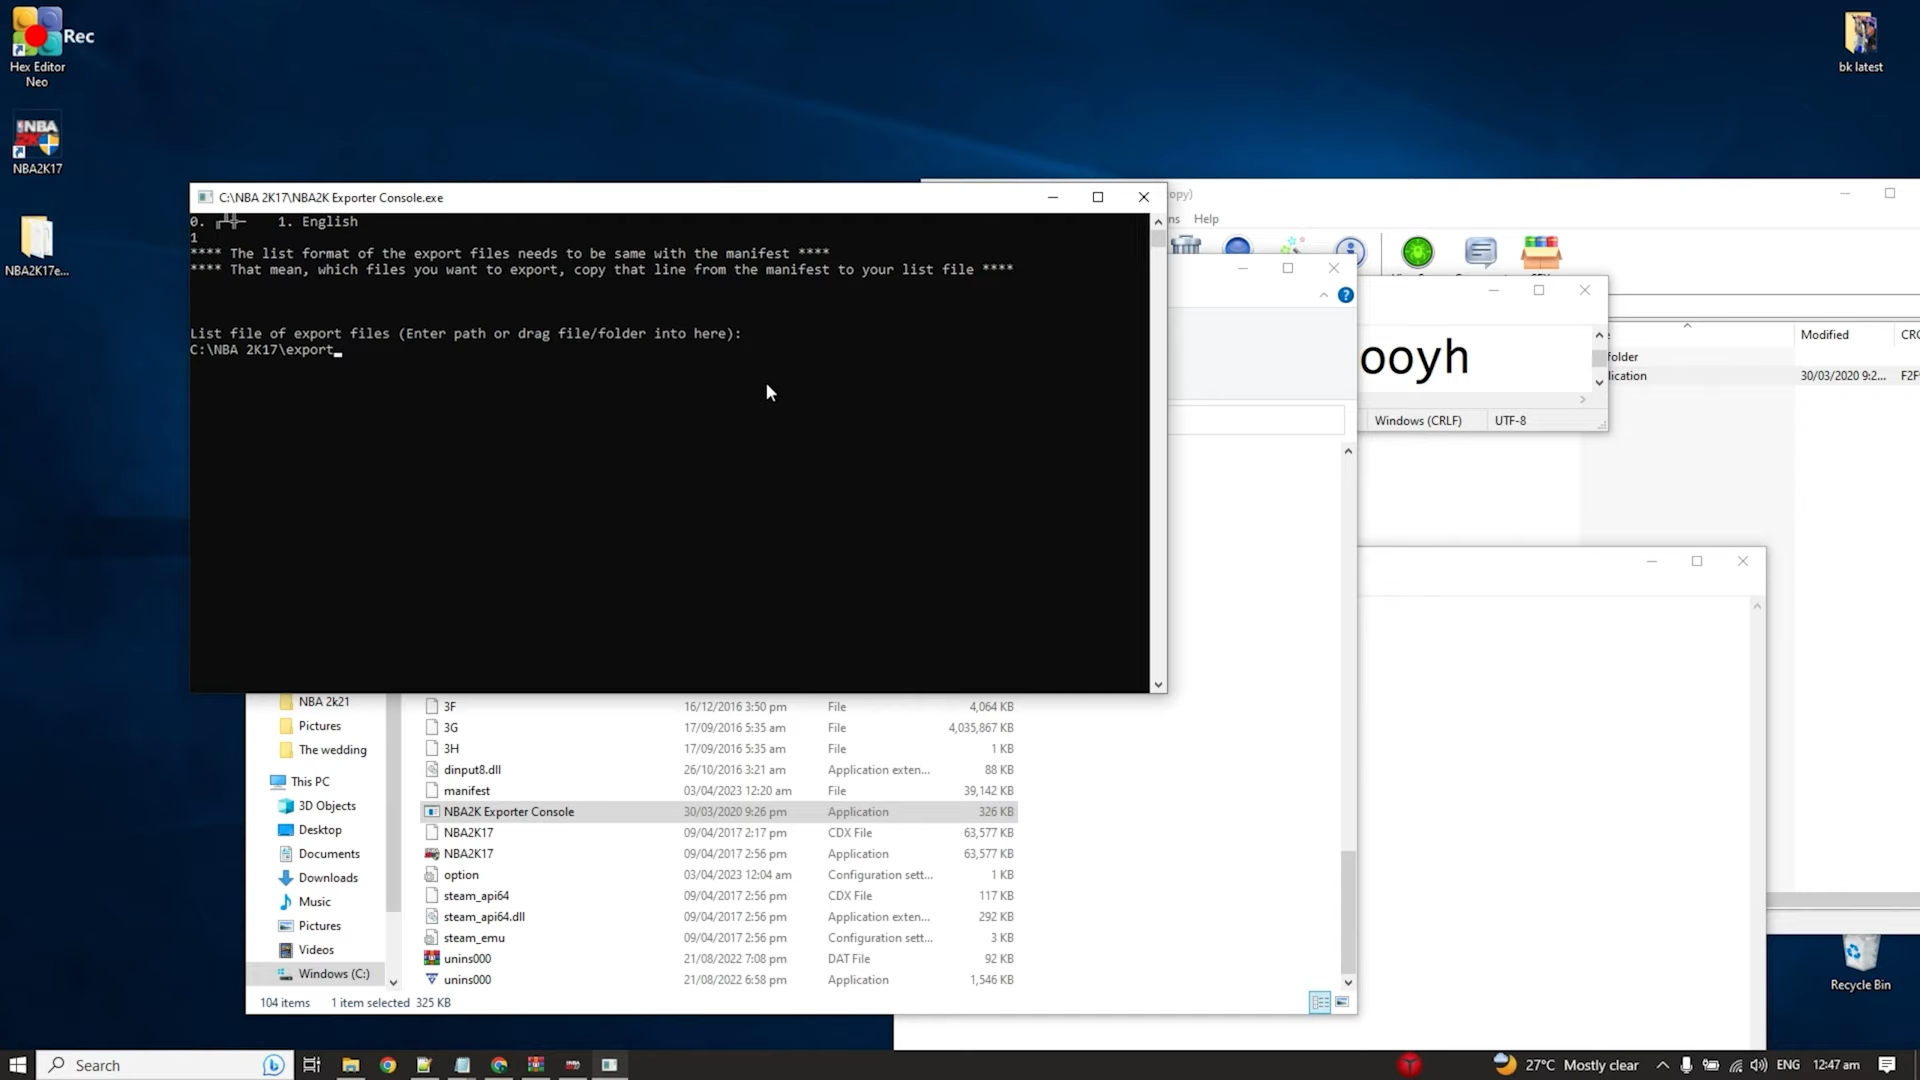 Rec
Hex Editor
Neo
NBA2K17
NBA2K17e...
bk latest
C:\NBA 2K17\NBA2K Exporter Console.exe
0.
1. English
1
**** The list format of the export files needs to be same with the manifest ****
**** That mean, which files you want to export, copy that line from the manifest to your list file ****
List file of export files (Enter path or drag file/folder into here):
C:\NBA 2K17\export
opy)
ns Help
ooyh
Windows (CRLF) UTF-8
Modified CRC
folder
lication 30/03/2020 9:2... F2F
NBA 2k21
Pictures
The wedding
This PC
3D Objects
Desktop
Documents
Downloads
Music
Pictures
Videos
Windows (C:)
3F 16/12/2016 3:50 pm File 4,064 KB
3G 17/09/2016 5:35 am File 4,035,867 KB
3H 17/09/2016 5:35 am File 1 KB
dinput8.dll 26/10/2016 3:21 am Application exten... 88 KB
manifest 03/04/2023 12:20 am File 39,142 KB
NBA2K Exporter Console 30/03/2020 9:26 pm Application 326 KB
NBA2K17 09/04/2017 2:17 pm CDX File 63,577 KB
NBA2K17 09/04/2017 2:56 pm Application 63,577 KB
option 03/04/2023 12:04 am Configuration sett... 1 KB
steam_api64 09/04/2017 2:56 pm CDX File 117 KB
steam_api64.dll 09/04/2017 2:56 pm Application exten... 292 KB
steam_emu 09/04/2017 2:56 pm Configuration sett... 3 KB
unins000 21/08/2022 7:08 pm DAT File 92 KB
unins000 21/08/2022 6:58 pm Application 1,546 KB
104 items 1 item selected 325 KB
Recycle Bin
Search
27°C Mostly clear
ENG
12:47 am